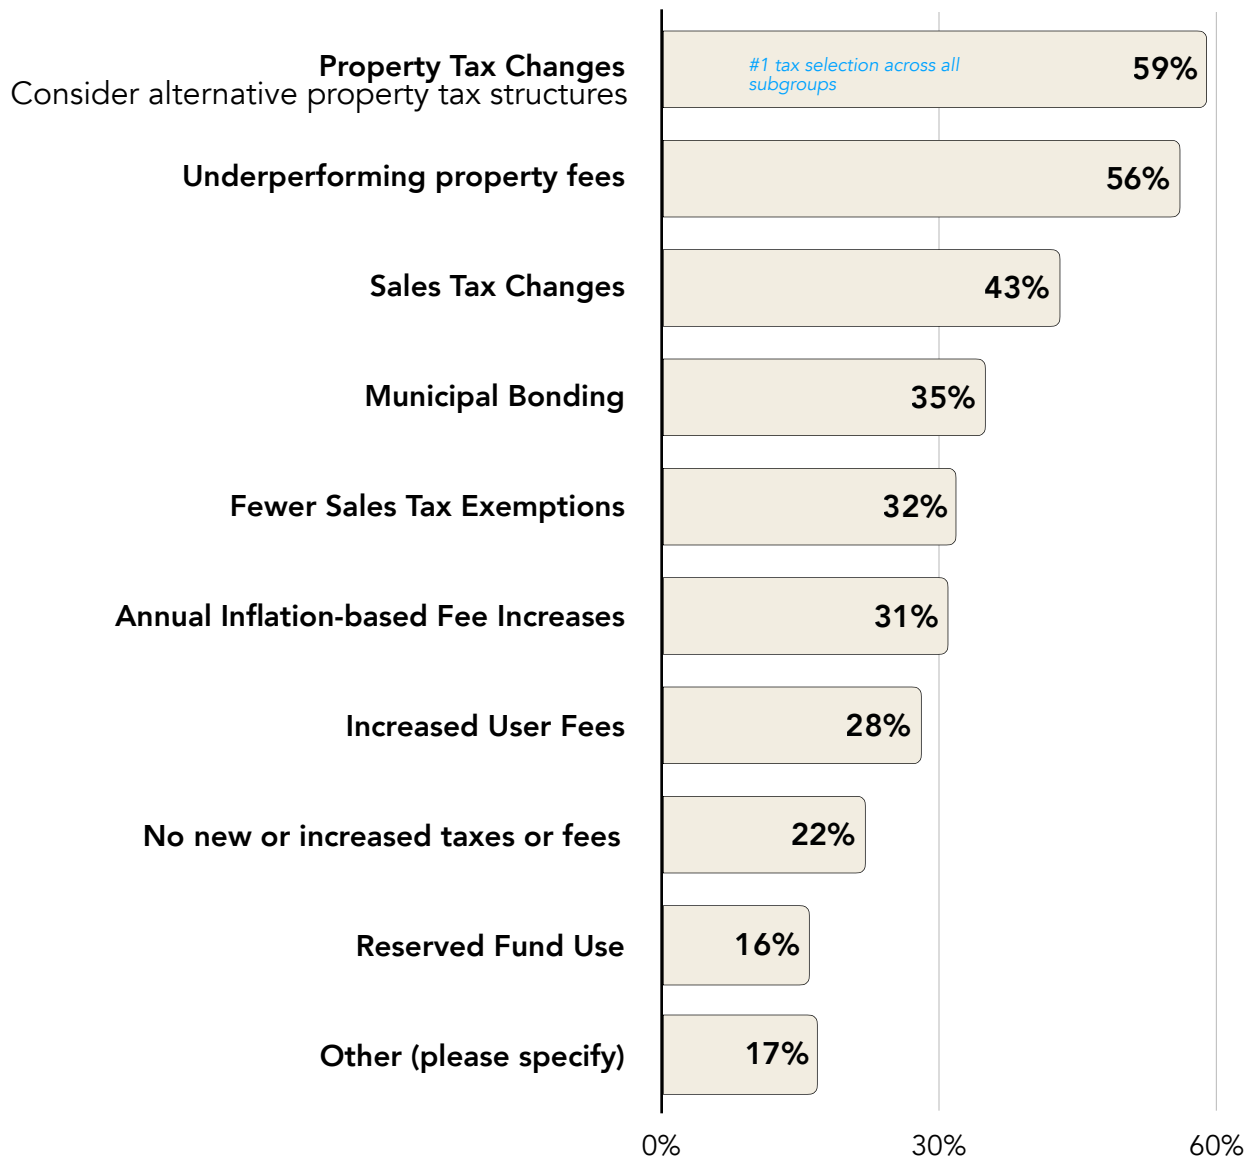 Property Tax Changes
Consider alternative property tax structures
#1 tax selection across all
subgroups
59%
Underperforming property fees
56%
Sales Tax Changes
43%
Municipal Bonding
35%
Fewer Sales Tax Exemptions
32%
Annual Inflation-based Fee Increases
31%
Increased User Fees
28%
No new or increased taxes or fees
22%
Reserved Fund Use
16%
Other (please specify)
17%
0%
30%
60%